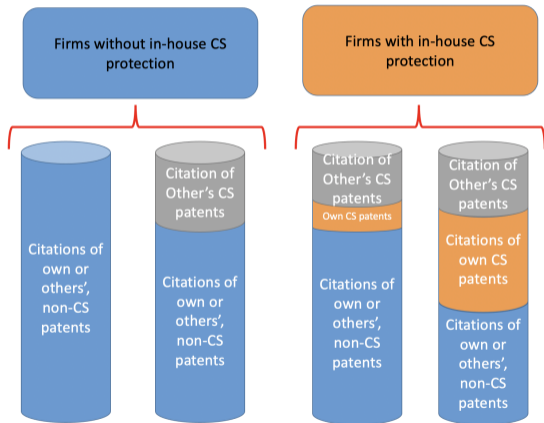 Firms without in-house CS
protection
Firms with in-house CS
protection
Citations of
own or
others',
non-CS
patents
Citation of
Other's CS
patents
Citations of
own or
others',
non-CS
patents
Citation of
Other's CS
patents
Own CS patents
Citations of
own or
others',
non-CS
patents
Citation of
Other's CS
patents
Citations of
own CS
patents
Citations of
own or
others',
non-CS
patents